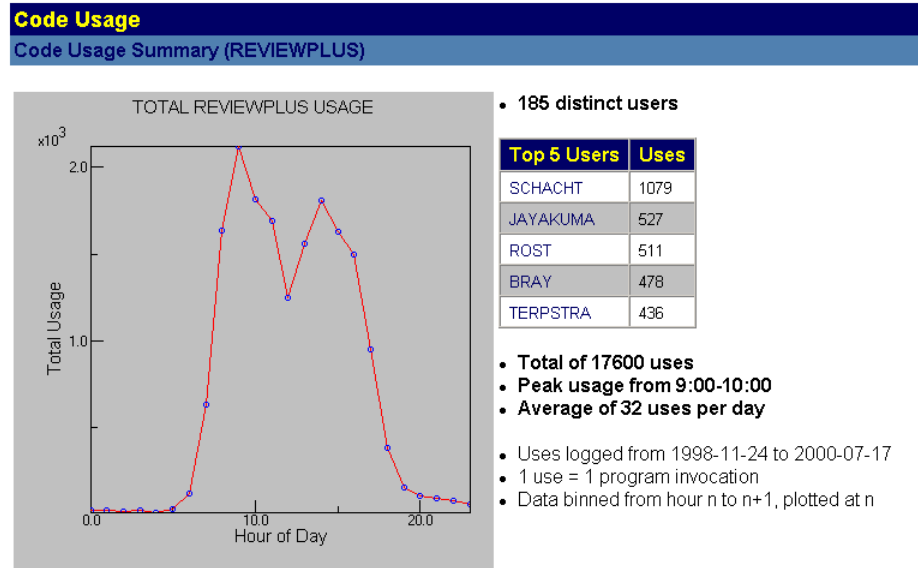 Code Usage
Code Usage Summary (REVIEWPLUS)
TOTAL REVIEWPLUS USAGE
x10^3
2.0
1.0
Total Usage
0.0 10.0 20.0
Hour of Day
• 185 distinct users
Top 5 Users Uses
SCHACHT 1079
JAYAKUMA 527
ROST 511
BRAY 478
TERPSTRA 436
• Total of 17600 uses
• Peak usage from 9:00-10:00
• Average of 32 uses per day
• Uses logged from 1998-11-24 to 2000-07-17
• 1 use = 1 program invocation
• Data binned from hour n to n+1, plotted at n